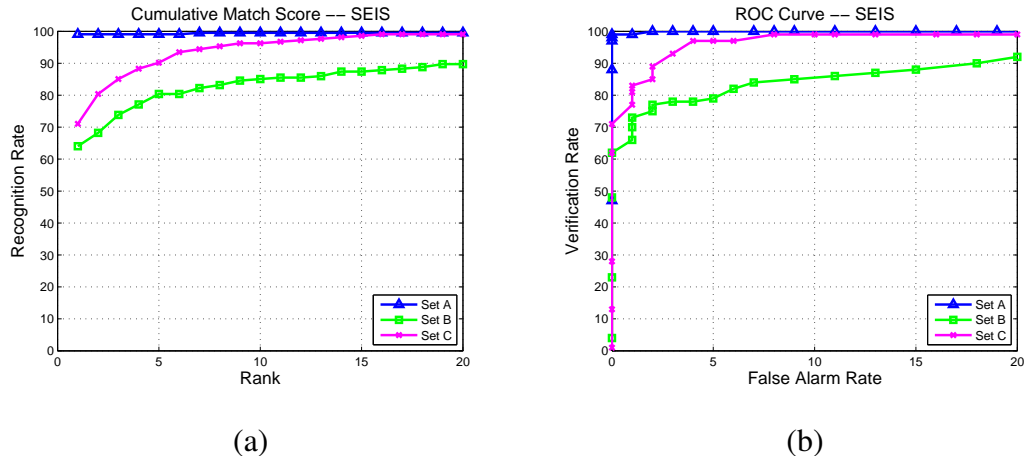 Cumulative Match Score −− SEIS
100
90
80
70
60
50
40
30
20
10
0
Recognition Rate
0 5 10 15 20
Rank
Set A
Set B
Set C
(a)
ROC Curve −− SEIS
100
90
80
70
60
50
40
30
20
10
0
Verification Rate
0 5 10 15 20
False Alarm Rate
Set A
Set B
Set C
(b)